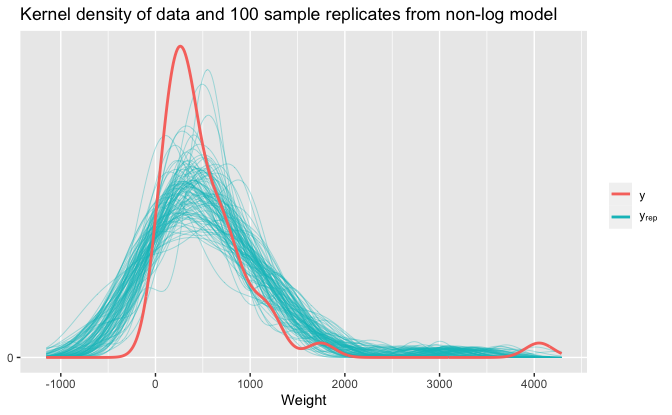 Kernel density of data and 100 sample replicates from non-log model
0
-1000 0 1000 2000 3000 4000
Weight
y
yrep